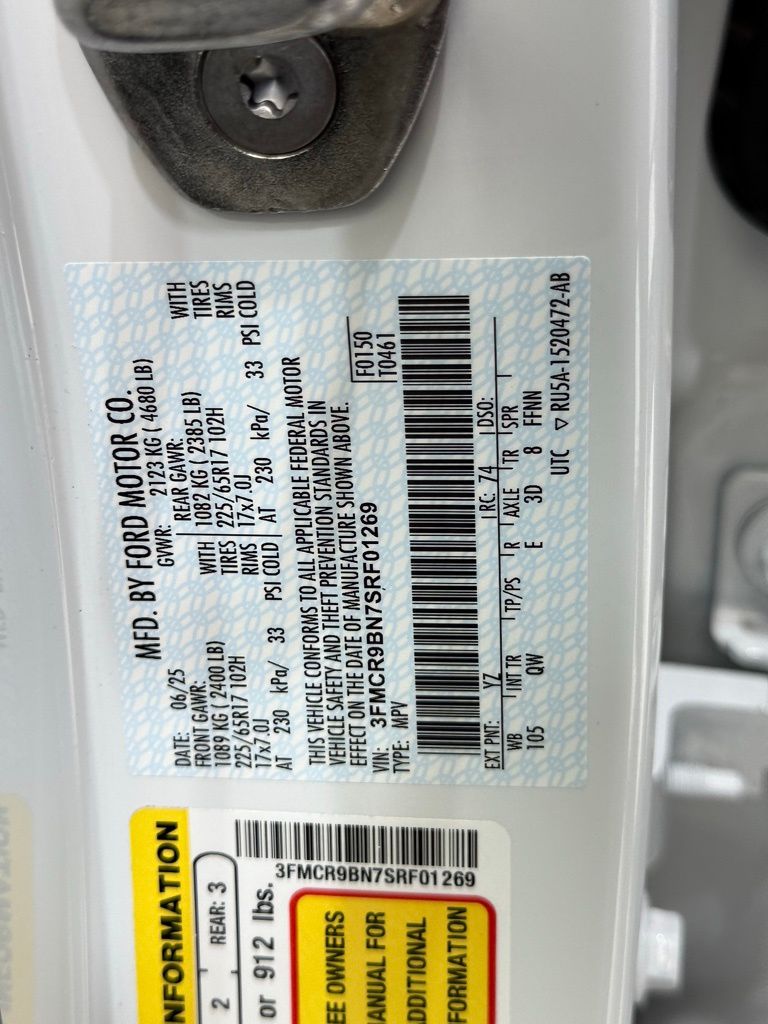 MFD. BY FORD MOTOR CO.
DATE: 06/25 GVWR: 2123 KG ( 4680 LB)
FRONT GAWR: REAR GAWR:
1089 KG ( 2400 LB) WITH 1082 KG ( 2385 LB) WITH
225/65R17 102H TIRES 225/65R17 102H TIRES
17x7.0J RIMS 17x7.0J RIMS
AT 230 kPa/ 33 PSI COLD AT 230 kPa/ 33 PSI COLD
THIS VEHICLE CONFORMS TO ALL APPLICABLE FEDERAL MOTOR
VEHICLE SAFETY AND THEFT PREVENTION STANDARDS IN
EFFECT ON THE DATE OF MANUFACTURE SHOWN ABOVE.
VIN: 3FMCR9BN7SRF01269 F0150
TYPE: MPV T0461
EXT PNT: YZ RC: 74 DSO:
WB INT TR TP/PS R AXLE TR SPR
105 QW E 3D 8 FFNN
UTC ▽ RU5A-1520472-AB
NFORMATION
2 REAR: 3
or 912 lbs.
3FMCR9BN7SRF01269
EE OWNERS
ANUAL FOR
ADDITIONAL
FORMATION